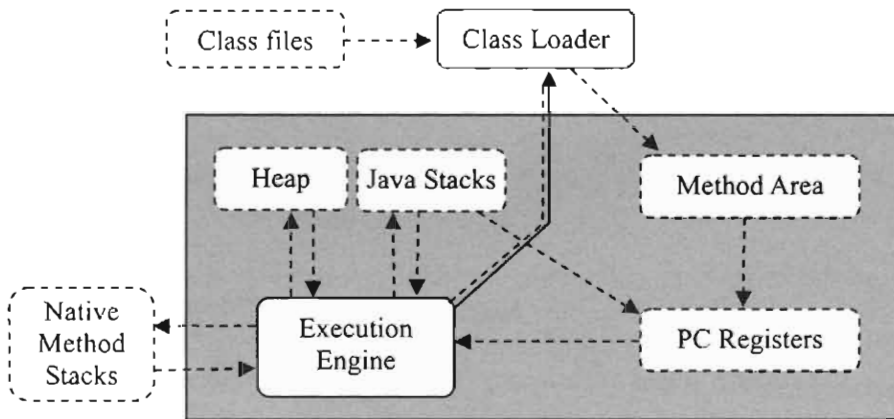 Class files
Class Loader
Heap
Java Stacks
Method Area
Native
Method
Stacks
Execution
Engine
PC Registers